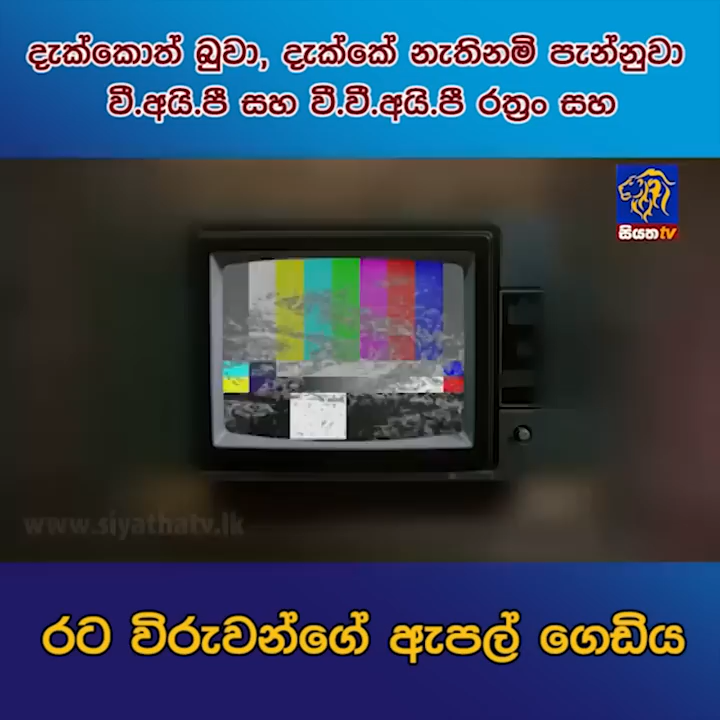 දැක්කොත් බුවා, දැක්කේ නැතිනම් පැන්නුවා
වී.අයි.පී සහ වී.වී.අයි.පී රත්‍රං සහ
සියත tv
www.siyathatv.lk
රට විරුවන්ගේ ඇපල් ගෙඩිය